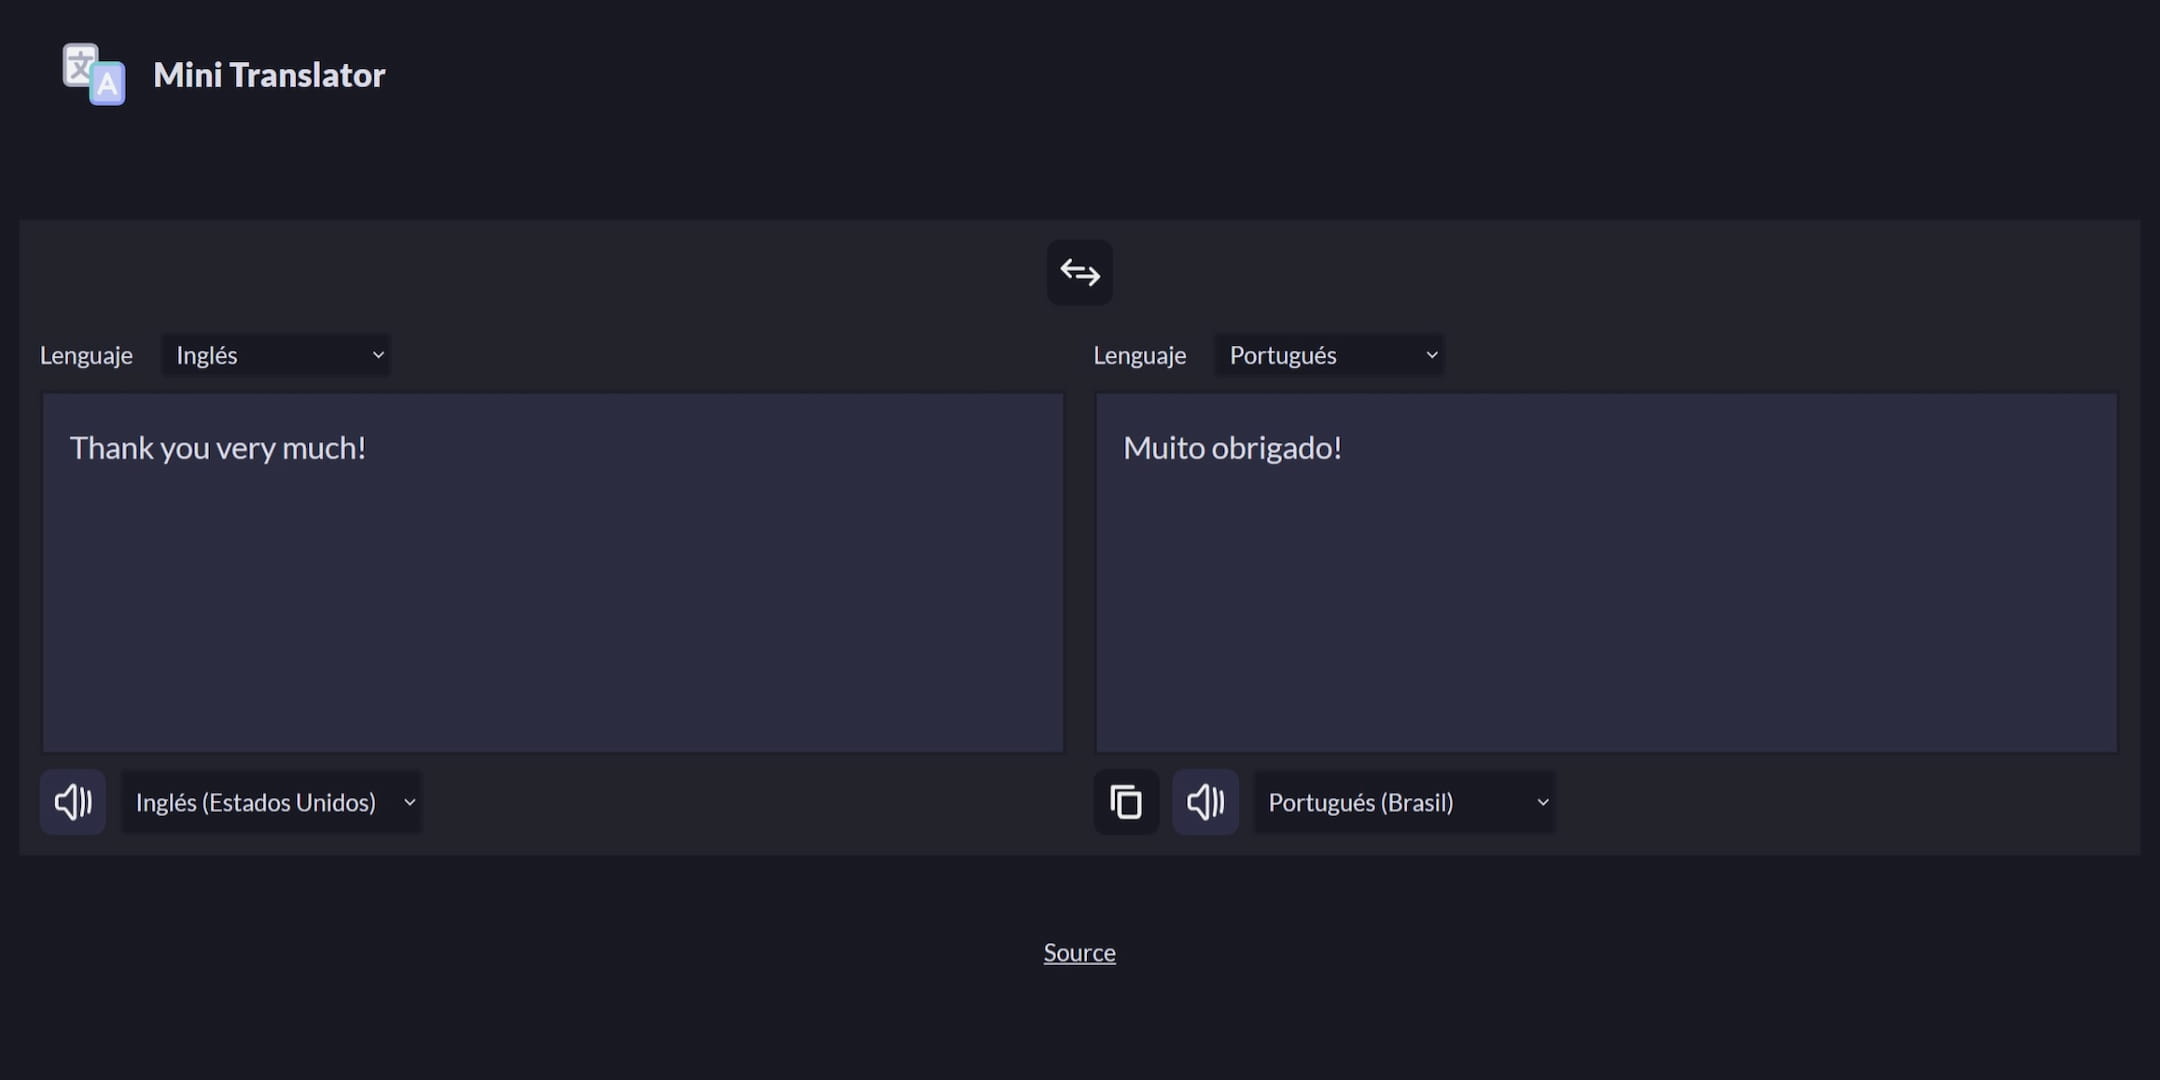 文A
Mini Translator
Lenguaje Inglés
Thank you very much!
Inglés (Estados Unidos)
Lenguaje Portugués
Muito obrigado!
Portugués (Brasil)
Source